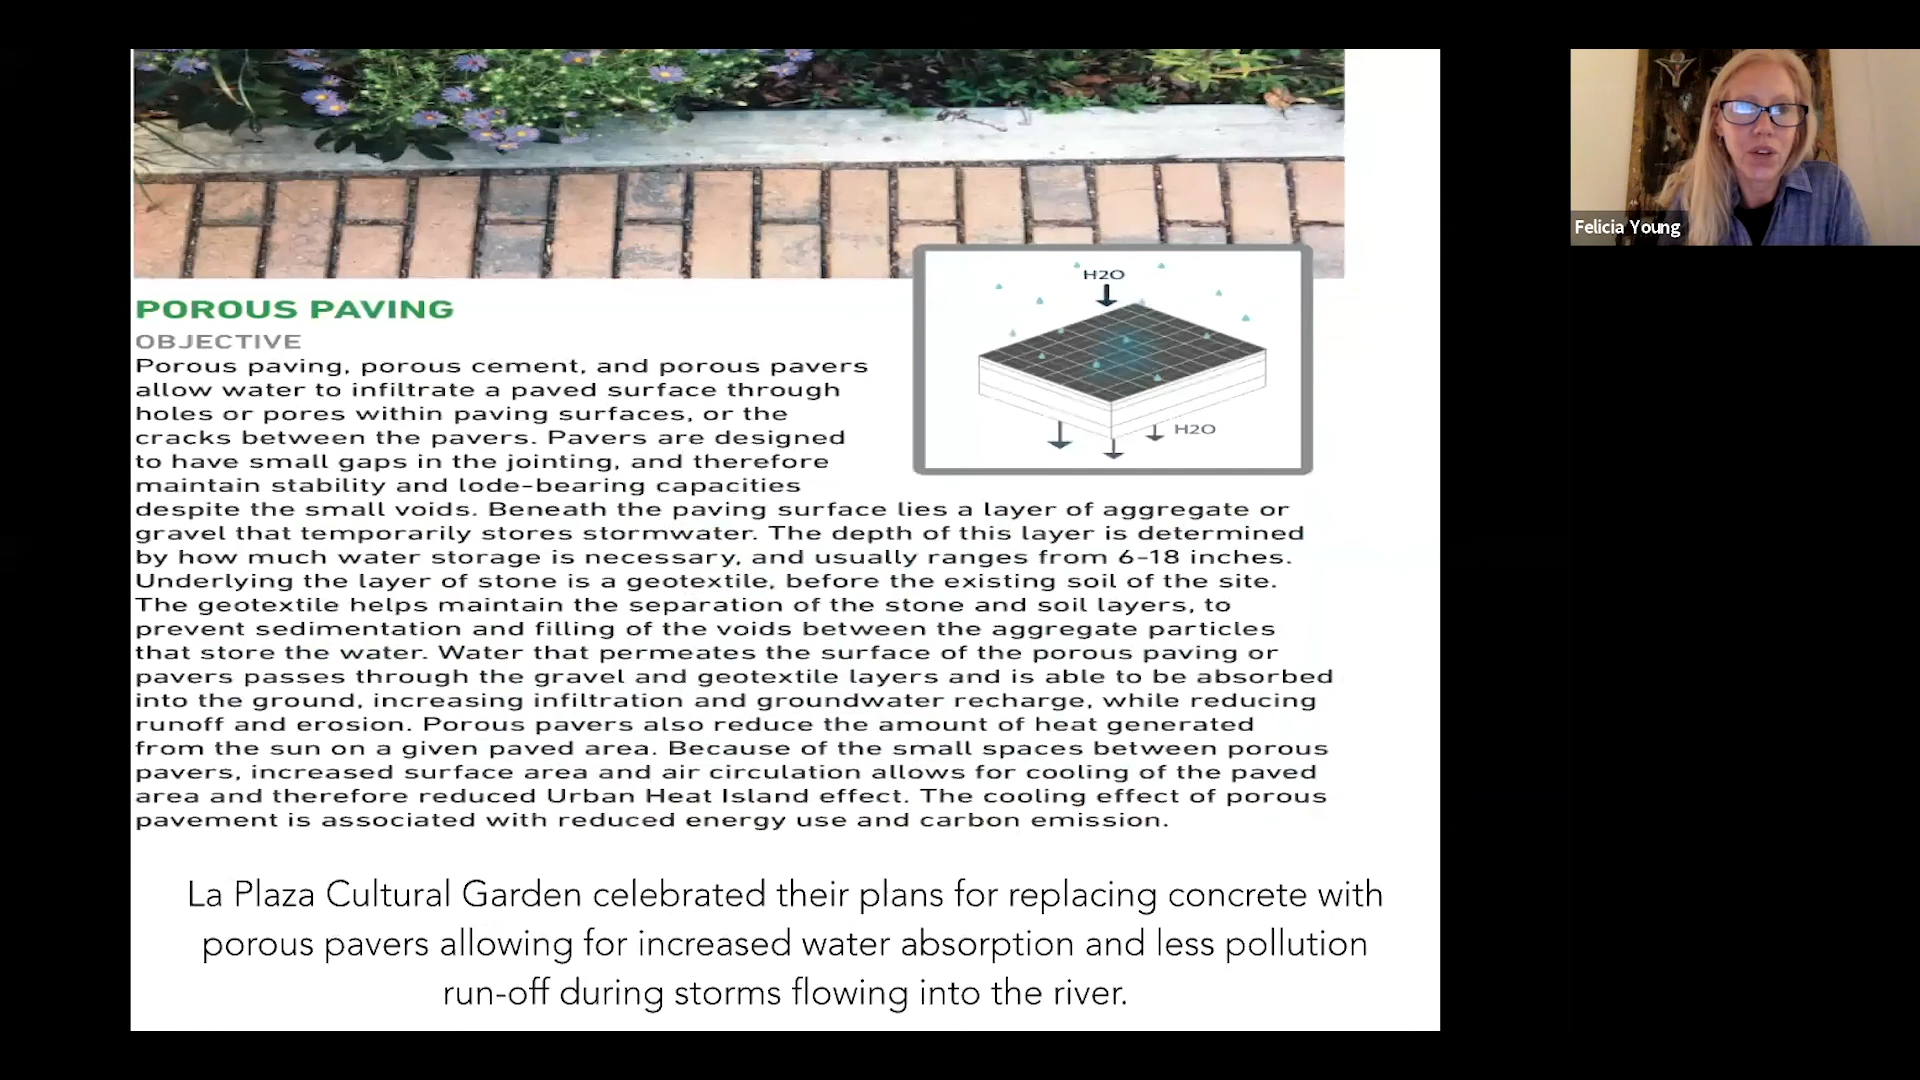 H2O
POROUS PAVING
OBJECTIVE
Porous paving, porous cement, and porous pavers
allow water to infiltrate a paved surface through
holes or pores within paving surfaces, or the
cracks between the pavers. Pavers are designed
to have small gaps in the jointing, and therefore
maintain stability and lode-bearing capacities
despite the small voids. Beneath the paving surface lies a layer of aggregate or
gravel that temporarily stores stormwater. The depth of this layer is determined
by how much water storage is necessary, and usually ranges from 6-18 inches.
Underlying the layer of stone is a geotextile, before the existing soil of the site.
The geotextile helps maintain the separation of the stone and soil layers, to
prevent sedimentation and filling of the voids between the aggregate particles
that store the water. Water that permeates the surface of the porous paving or
pavers passes through the gravel and geotextile layers and is able to be absorbed
into the ground, increasing infiltration and groundwater recharge, while reducing
runoff and erosion. Porous pavers also reduce the amount of heat generated
from the sun on a given paved area. Because of the small spaces between porous
pavers, increased surface area and air circulation allows for cooling of the paved
area and therefore reduced Urban Heat Island effect. The cooling effect of porous
pavement is associated with reduced energy use and carbon emission.
H2O
La Plaza Cultural Garden celebrated their plans for replacing concrete with
porous pavers allowing for increased water absorption and less pollution
run-off during storms flowing into the river.
Felicia Young